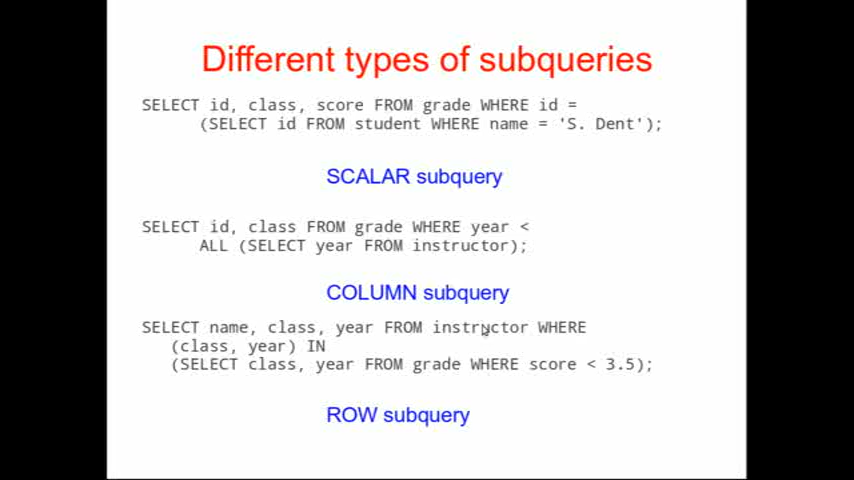 Different types of subqueries
SELECT id, class, score FROM grade WHERE id =
(SELECT id FROM student WHERE name = 'S. Dent');
SCALAR subquery
SELECT id, class FROM grade WHERE year <
ALL (SELECT year FROM instructor);
COLUMN subquery
SELECT name, class, year FROM instructor WHERE
(class, year) IN
(SELECT class, year FROM grade WHERE score < 3.5);
ROW subquery